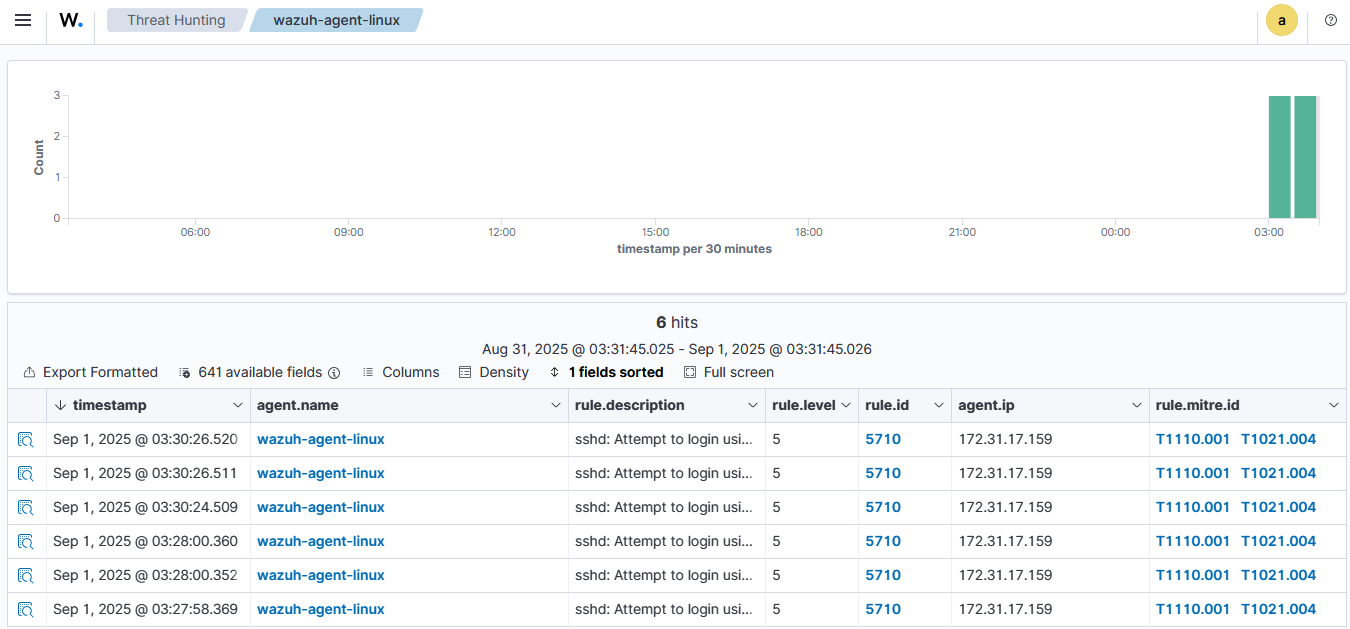 W. Threat Hunting wazuh-agent-linux a
3
2
1
0
Count
06:00 09:00 12:00 15:00 18:00 21:00 00:00 03:00
timestamp per 30 minutes
6 hits
Aug 31, 2025 @ 03:31:45.025 - Sep 1, 2025 @ 03:31:45.026
Export Formatted 641 available fields Columns Density 1 fields sorted Full screen
timestamp agent.name rule.description rule.level rule.id agent.ip rule.mitre.id
Sep 1, 2025 @ 03:30:26.520 wazuh-agent-linux sshd: Attempt to login usi... 5 5710 172.31.17.159 T1110.001 T1021.004
Sep 1, 2025 @ 03:30:26.511 wazuh-agent-linux sshd: Attempt to login usi... 5 5710 172.31.17.159 T1110.001 T1021.004
Sep 1, 2025 @ 03:30:24.509 wazuh-agent-linux sshd: Attempt to login usi... 5 5710 172.31.17.159 T1110.001 T1021.004
Sep 1, 2025 @ 03:28:00.360 wazuh-agent-linux sshd: Attempt to login usi... 5 5710 172.31.17.159 T1110.001 T1021.004
Sep 1, 2025 @ 03:28:00.352 wazuh-agent-linux sshd: Attempt to login usi... 5 5710 172.31.17.159 T1110.001 T1021.004
Sep 1, 2025 @ 03:27:58.369 wazuh-agent-linux sshd: Attempt to login usi... 5 5710 172.31.17.159 T1110.001 T1021.004